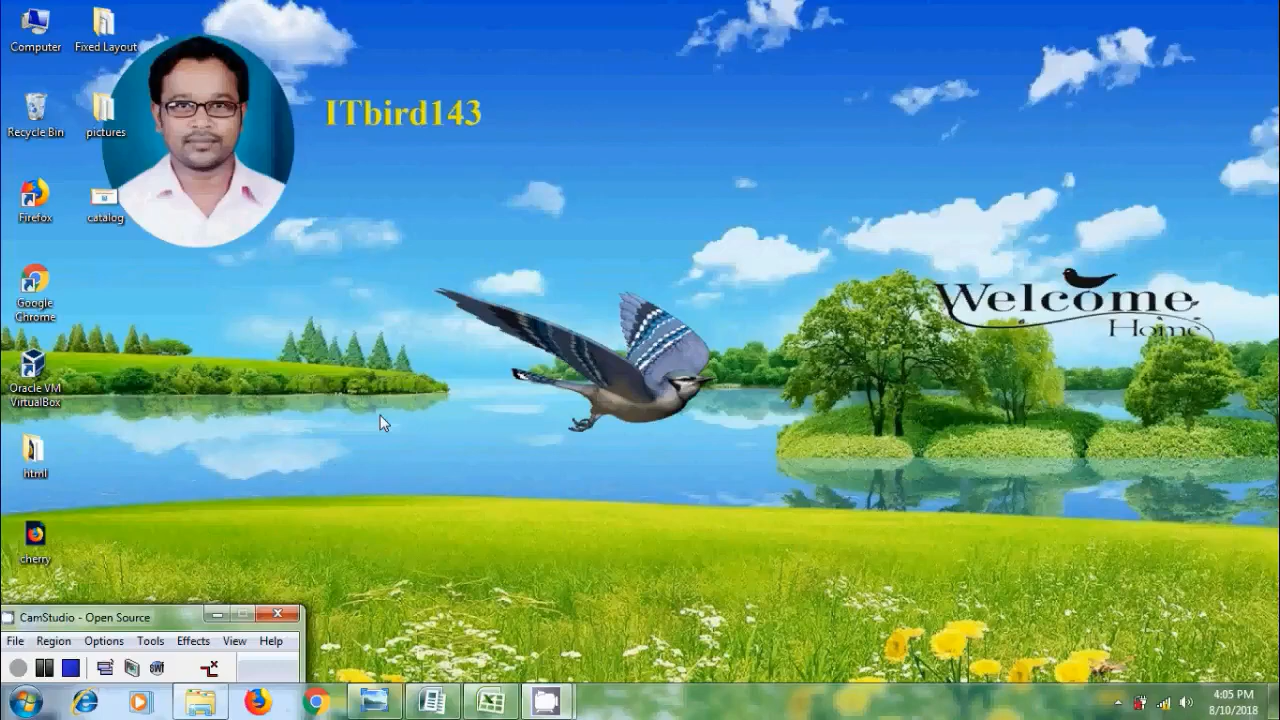 Computer
Fixed Layout
Recycle Bin
pictures
Firefox
catalog
Google
Chrome
Oracle VM
VirtualBox
html
cherry
ITbird143
Welcome
Home
CamStudio - Open Source
File Region Options Tools Effects View Help
4:05 PM
8/10/2018